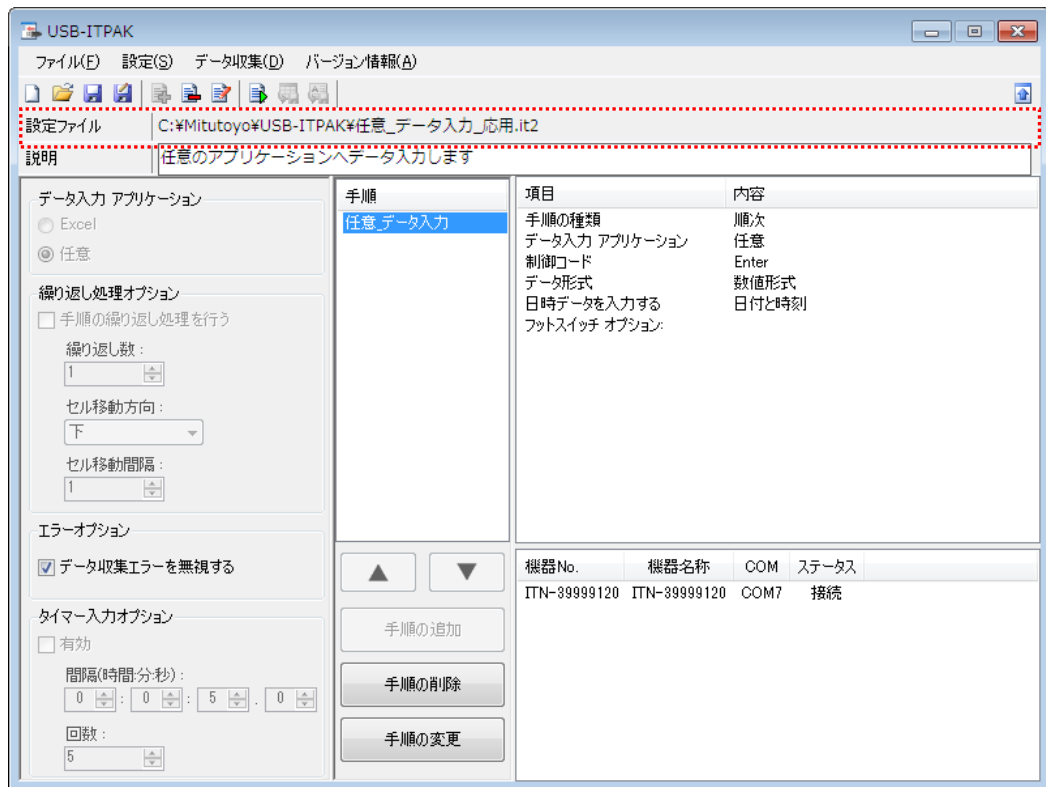 USB-ITPAK
ファイル(F) 設定(S) データ収集(D) バージョン情報(A)
設定ファイル C:¥Mitutoyo¥USB-ITPAK¥任意_データ入力_応用.it2
説明 任意のアプリケーションへデータ入力します
データ入力 アプリケーション
Excel
任意
繰り返し処理オプション
手順の繰り返し処理を行う
繰り返し数 :
1
セル移動方向 :
下
セル移動間隔 :
1
エラーオプション
データ収集エラーを無視する
タイマー入力オプション
有効
間隔(時間:分:秒) :
0 : 0 : 5 . 0
回数 :
5
手順
任意_データ入力
▲ ▼
手順の追加
手順の削除
手順の変更
項目 内容
手順の種類 順次
データ入力 アプリケーション 任意
制御コード Enter
データ形式 数値形式
日時データを入力する 日付と時刻
フットスイッチ オプション:
機器No. 機器名称 COM ステータス
ITN-39999120 ITN-39999120 COM7 接続